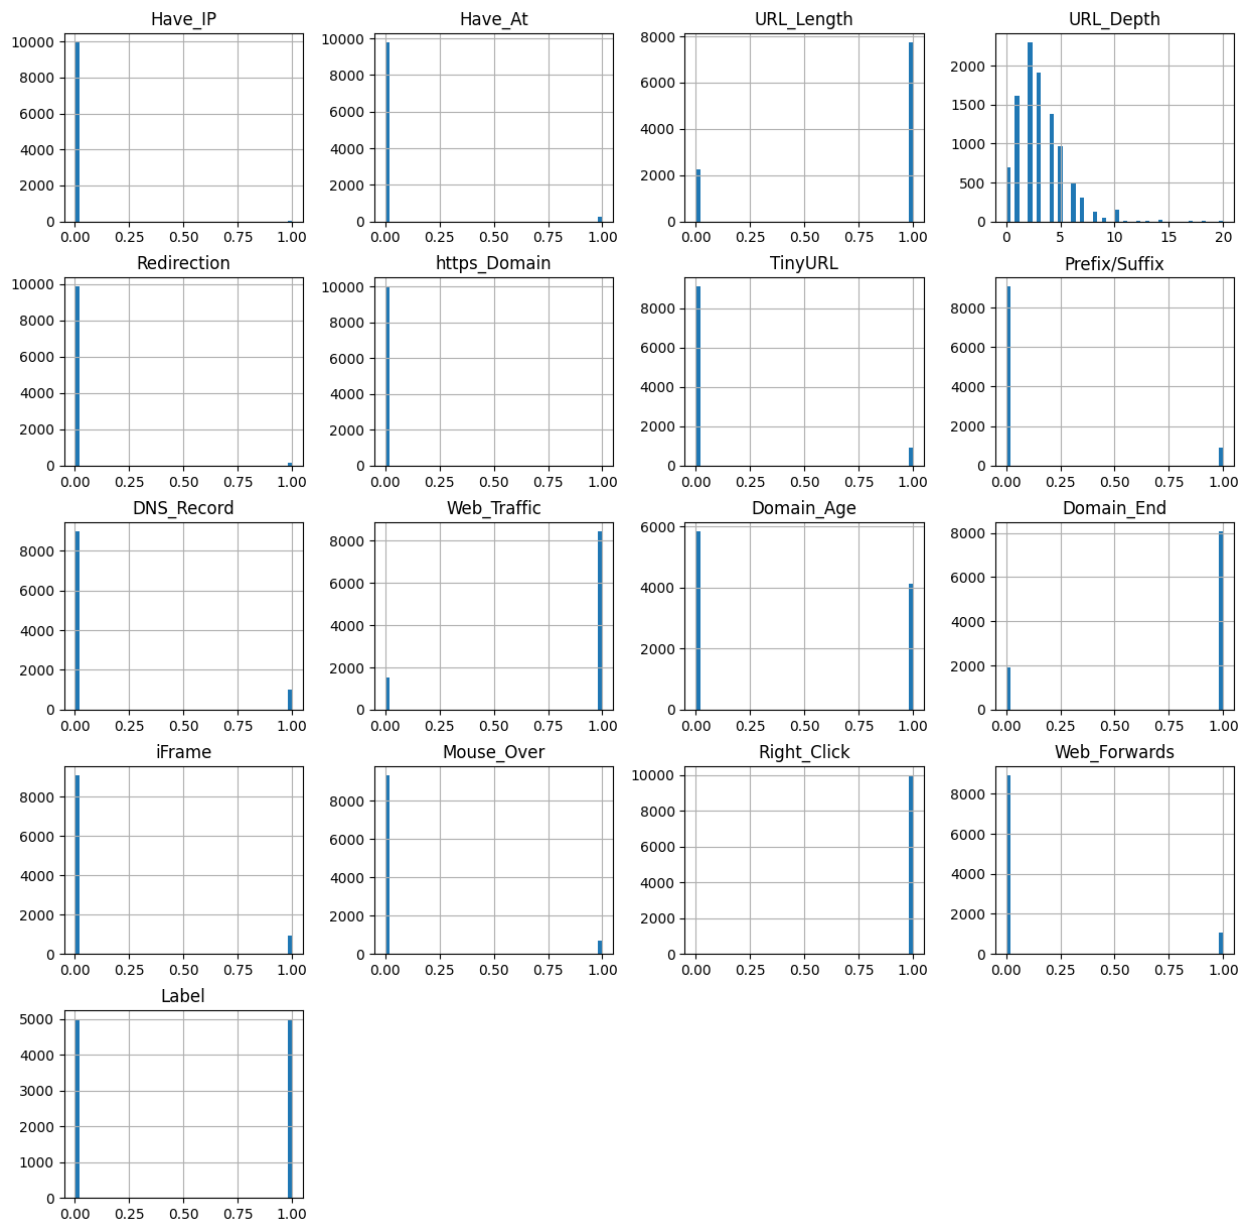 Have_IP Have_At URL_Length URL_Depth
10000 10000 8000 2000
8000 8000 6000 1500
6000 6000 4000 1000
4000 4000 2000 500
2000 2000 0 0
0 0
0.00 0.25 0.50 0.75 1.00 0.00 0.25 0.50 0.75 1.00 0.00 0.25 0.50 0.75 1.00 0 5 10 15 20
Redirection https_Domain TinyURL Prefix/Suffix
10000 10000 8000 8000
8000 8000 6000 6000
6000 6000 4000 4000
4000 4000 2000 2000
2000 2000 0 0
0 0
0.00 0.25 0.50 0.75 1.00 0.00 0.25 0.50 0.75 1.00 0.00 0.25 0.50 0.75 1.00 0.00 0.25 0.50 0.75 1.00
DNS_Record Web_Traffic Domain_Age Domain_End
8000 8000 6000 8000
6000 6000 4000 6000
4000 4000 2000 4000
2000 2000 0 2000
0 0 0
0.00 0.25 0.50 0.75 1.00 0.00 0.25 0.50 0.75 1.00 0.00 0.25 0.50 0.75 1.00 0.00 0.25 0.50 0.75 1.00
iFrame Mouse_Over Right_Click Web_Forwards
8000 8000 10000 8000
6000 6000 8000 6000
4000 4000 6000 4000
2000 2000 4000 2000
0 0 2000 0
0
0.00 0.25 0.50 0.75 1.00 0.00 0.25 0.50 0.75 1.00 0.00 0.25 0.50 0.75 1.00 0.00 0.25 0.50 0.75 1.00
Label
5000
4000
3000
2000
1000
0
0.00 0.25 0.50 0.75 1.00